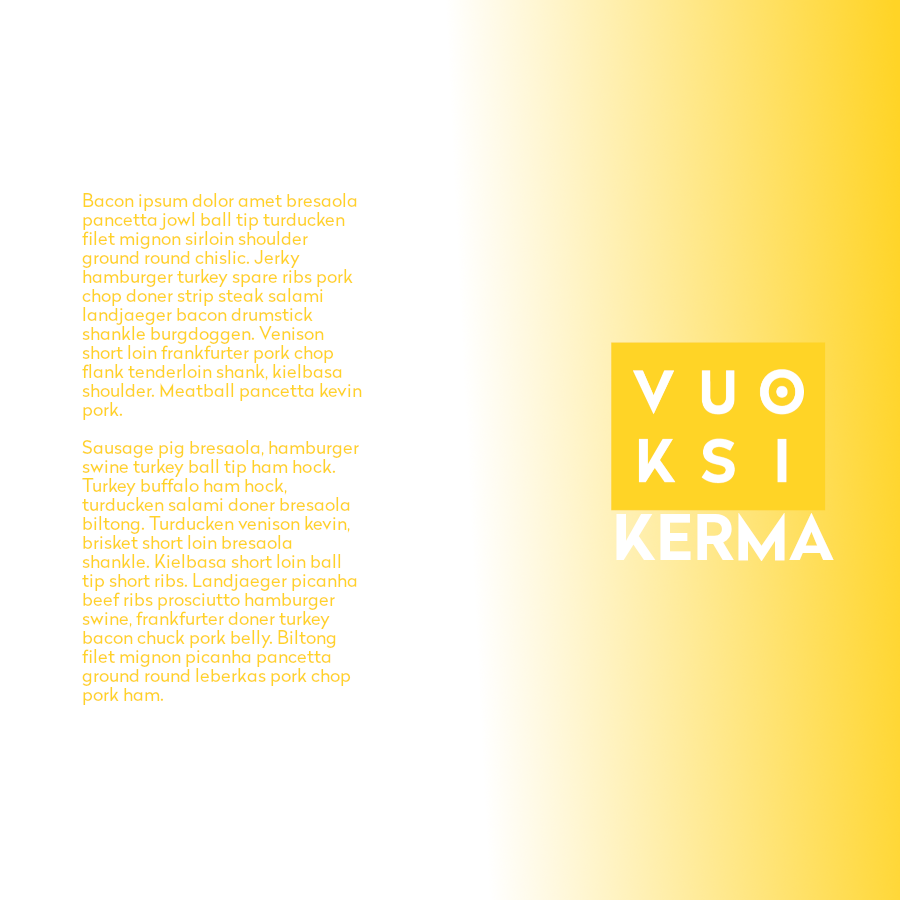 Bacon ipsum dolor amet bresaola
pancetta jowl ball tip turducken
filet mignon sirloin shoulder
ground round chislic. Jerky
hamburger turkey spare ribs pork
chop doner strip steak salami
landjaeger bacon drumstick
shankle burgdoggen. Venison
short loin frankfurter pork chop
flank tenderloin shank, kielbasa
shoulder. Meatball pancetta kevin
pork.
Sausage pig bresaola, hamburger
swine turkey ball tip ham hock.
Turkey buffalo ham hock,
turducken salami doner bresaola
biltong. Turducken venison kevin,
brisket short loin bresaola
shankle. Kielbasa short loin ball
tip short ribs. Landjaeger picanha
beef ribs prosciutto hamburger
swine, frankfurter doner turkey
bacon chuck pork belly. Biltong
filet mignon picanha pancetta
ground round leberkas pork chop
pork ham.
VUO
KSI
KERMA